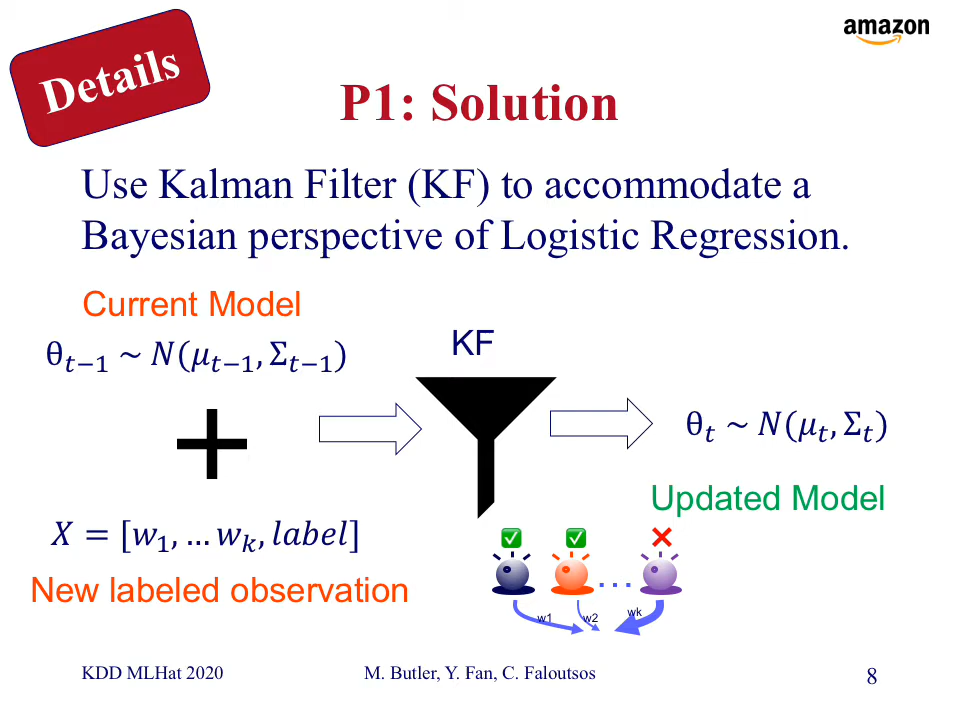 amazon
Details
P1: Solution
Use Kalman Filter (KF) to accommodate a
Bayesian perspective of Logistic Regression.
Current Model
θ_{t−1} ~ N(μ_{t−1}, Σ_{t−1})
KF
θ_t ~ N(μ_t, Σ_t)
Updated Model
X = [w_1, … w_k, label]
New labeled observation
...
w1 w2 wk
KDD MLHat 2020 M. Butler, Y. Fan, C. Faloutsos 8